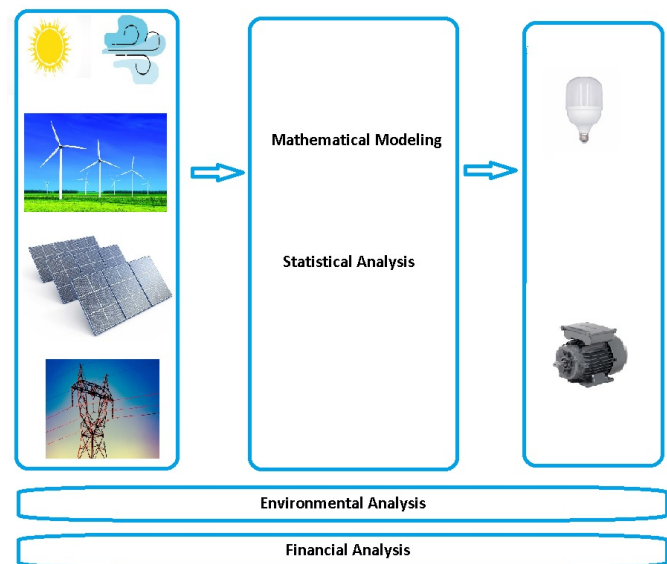 Mathematical Modeling
Statistical Analysis
Environmental Analysis
Financial Analysis